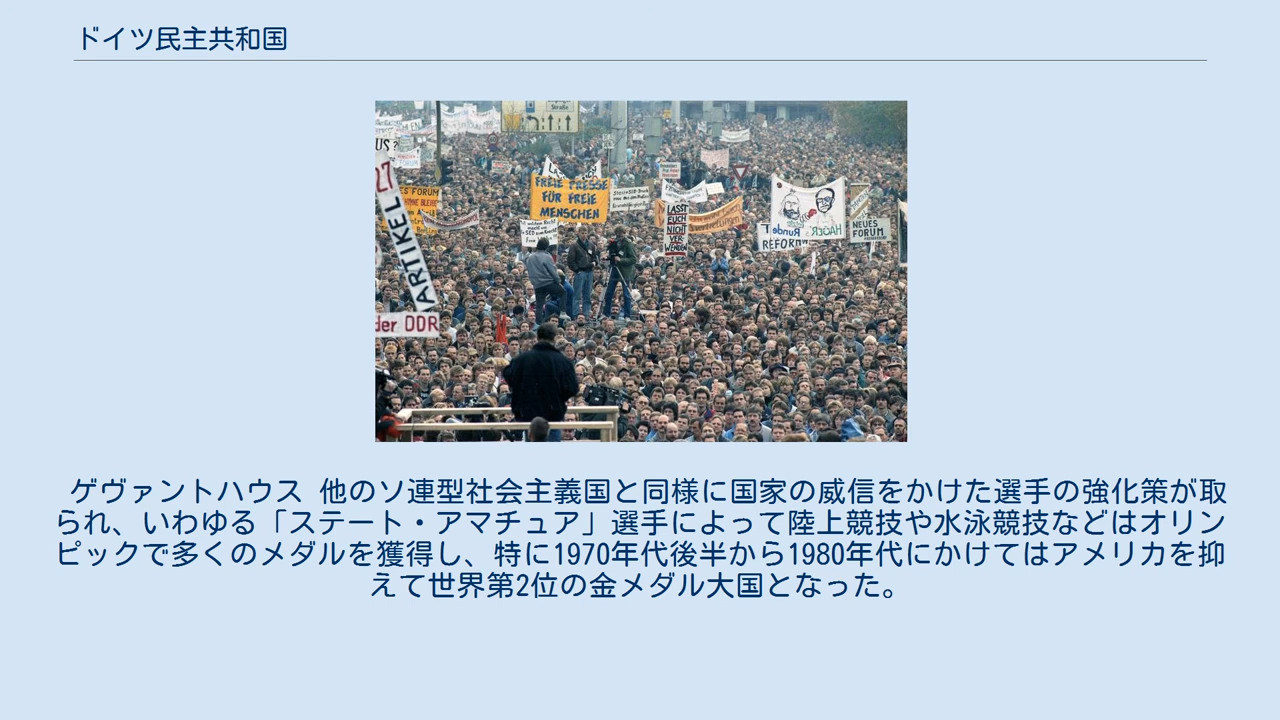 ドイツ民主共和国
Straße
US ?
27
ARTIKEL
der DDR
ES FORUM
FREIE PRESSE
FÜR FREIE
MENSCHEN
LASST
EUCH
NICHT
VER-
WENDEN
REFORM
HAGER
NEUES
FORUM
ゲヴァントハウス 他のソ連型社会主義国と同様に国家の威信をかけた選手の強化策が取
られ、いわゆる「ステート・アマチュア」選手によって陸上競技や水泳競技などはオリン
ピックで多くのメダルを獲得し、特に1970年代後半から1980年代にかけてはアメリカを抑
えて世界第2位の金メダル大国となった。